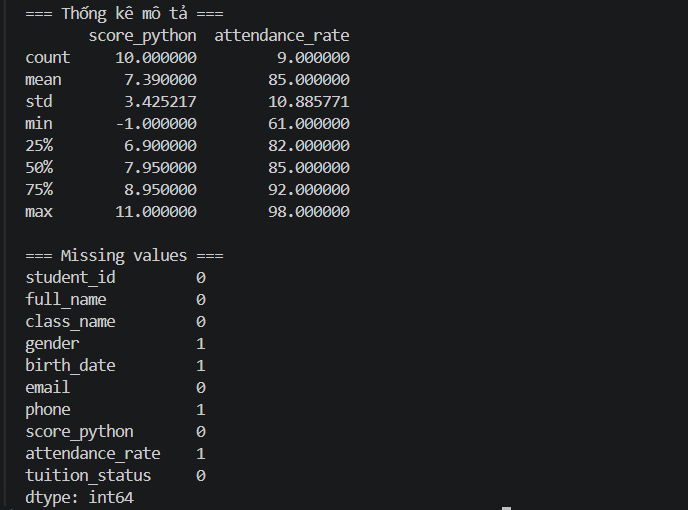 === Thống kê mô tả ===
score_python attendance_rate
count 10.000000 9.000000
mean 7.390000 85.000000
std 3.425217 10.885771
min -1.000000 61.000000
25% 6.900000 82.000000
50% 7.950000 85.000000
75% 8.950000 92.000000
max 11.000000 98.000000
=== Missing values ===
student_id 0
full_name 0
class_name 0
gender 1
birth_date 1
email 0
phone 1
score_python 0
attendance_rate 1
tuition_status 0
dtype: int64